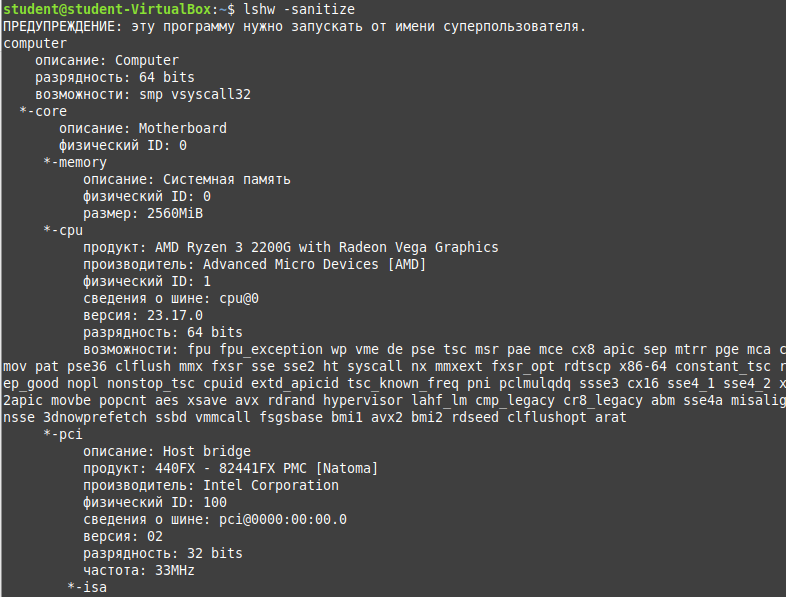 student@student-VirtualBox:~$ lshw -sanitize
ПРЕДУПРЕЖДЕНИЕ: эту программу нужно запускать от имени суперпользователя.
computer
описание: Computer
разрядность: 64 bits
возможности: smp vsyscall32
*-core
описание: Motherboard
физический ID: 0
*-memory
описание: Системная память
физический ID: 0
размер: 2560MiB
*-cpu
продукт: AMD Ryzen 3 2200G with Radeon Vega Graphics
производитель: Advanced Micro Devices [AMD]
физический ID: 1
сведения о шине: cpu@0
версия: 23.17.0
разрядность: 64 bits
возможности: fpu fpu_exception wp vme de pse tsc msr pae mce cx8 apic sep mtrr pge mca c
mov pat pse36 clflush mmx fxsr sse sse2 ht syscall nx mmxext fxsr_opt rdtscp x86-64 constant_tsc r
ep_good nopl nonstop_tsc cpuid extd_apicid tsc_known_freq pni pclmulqdq ssse3 cx16 sse4_1 sse4_2 x
2apic movbe popcnt aes xsave avx rdrand hypervisor lahf_lm cmp_legacy cr8_legacy abm sse4a misalig
nsse 3dnowprefetch ssbd vmmcall fsgsbase bmi1 avx2 bmi2 rdseed clflushopt arat
*-pci
описание: Host bridge
продукт: 440FX - 82441FX PMC [Natoma]
производитель: Intel Corporation
физический ID: 100
сведения о шине: pci@0000:00:00.0
версия: 02
разрядность: 32 bits
частота: 33MHz
*-isa